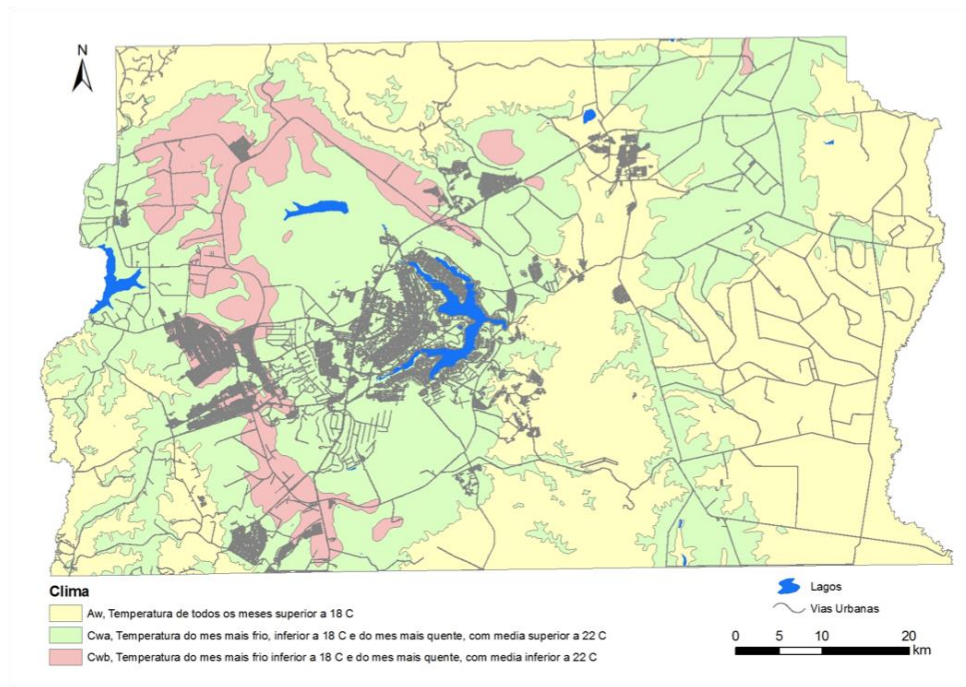 N
Clima
Aw, Temperatura de todos os meses superior a 18 C
Cwa, Temperatura do mes mais frio, inferior a 18 C e do mes mais quente, com media superior a 22 C
Cwb, Temperatura do mes mais frio inferior a 18 C e do mes mais quente, com media inferior a 22 C
Lagos
Vias Urbanas
0 5 10 20
km